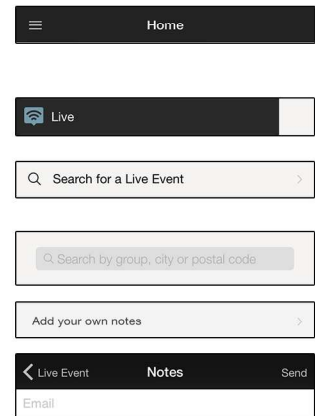 Home
Live
Search for a Live Event
Search by group, city or postal code
Add your own notes
Live Event Notes Send
Email